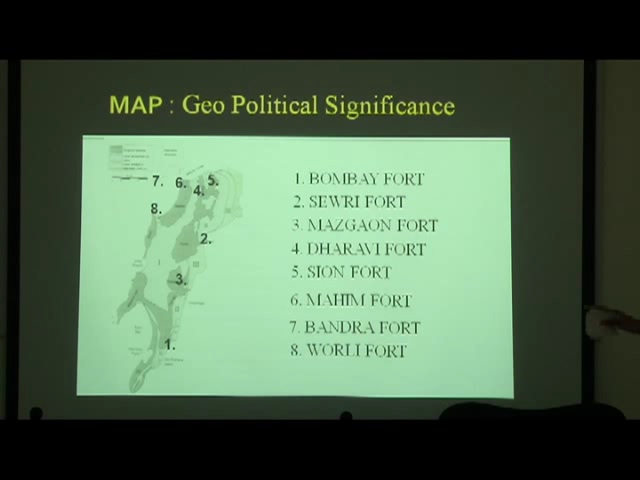 MAP : Geo Political Significance
7.
6.
5.
4.
8.
2.
3.
1.
1. BOMBAY FORT
2. SEWRI FORT
3. MAZGAON FORT
4. DHARAVI FORT
5. SION FORT
6. MAHIM FORT
7. BANDRA FORT
8. WORLI FORT